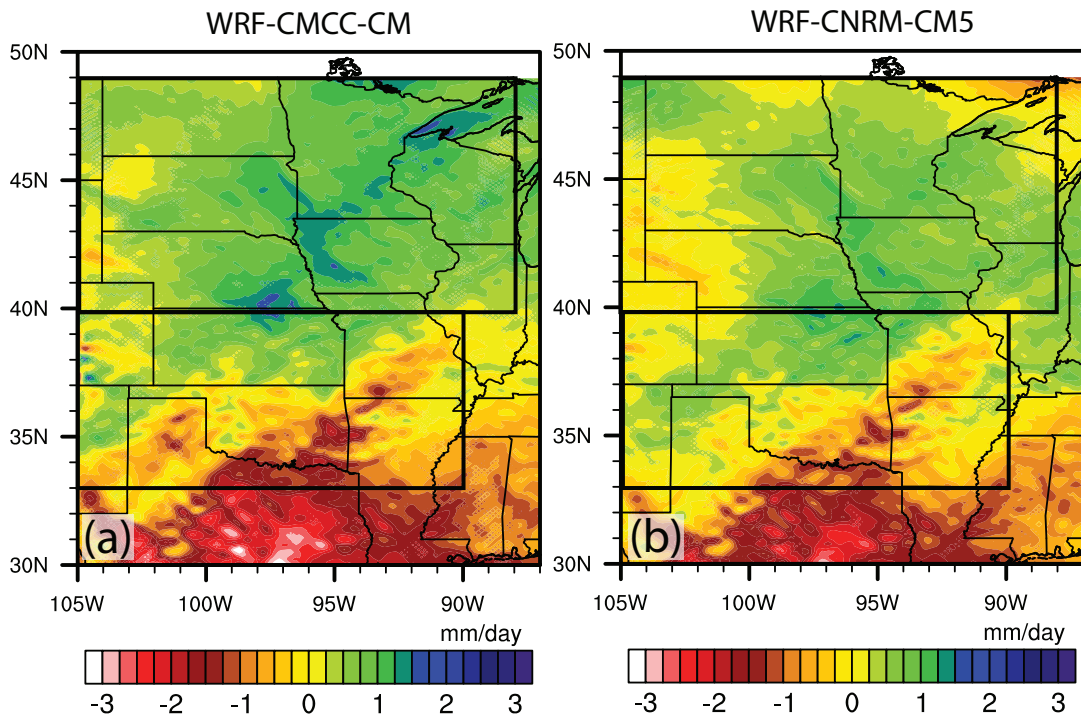 WRF-CMCC-CM
WRF-CNRM-CM5
50N
45N
40N
35N
30N
(a)
105W 100W 95W 90W
mm/day
-3 -2 -1 0 1 2 3
50N
45N
40N
35N
30N
(b)
105W 100W 95W 90W
mm/day
-3 -2 -1 0 1 2 3